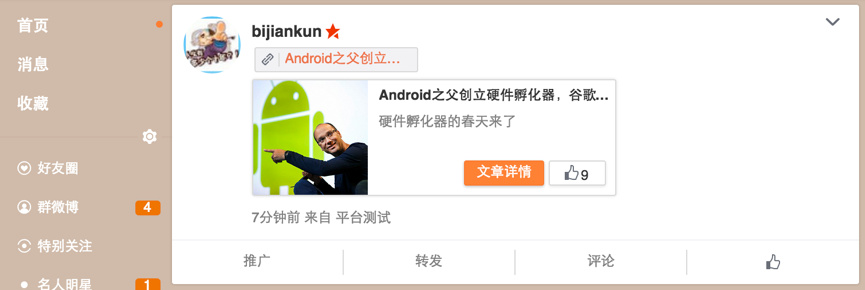 首页
消息
收藏
好友圈
群微博 4
特别关注
名人明星 1
bijiankun
Android之父创立...
Android之父创立硬件孵化器，谷歌...
硬件孵化器的春天来了
文章详情 9
7分钟前 来自 平台测试
推广 转发 评论